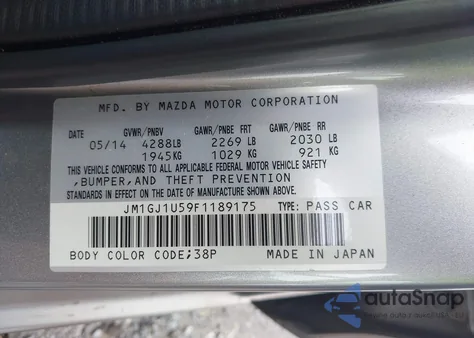 MFD. BY MAZDA MOTOR CORPORATION
DATE GVWR/PNBV GAWR/PNBE FRT GAWR/PNBE RR
05/14 4288LB 2269 LB 2030 LB
1945KG 1029 KG 921 KG
THIS VEHICLE CONFORMS TO ALL APPLICABLE FEDERAL MOTOR VEHICLE SAFETY,
,BUMPER,AND THEFT PREVENTION
STANDARDS IN EFFECT ON THE DATE OF MANUFACTURE SHOWN ABOVE.
JM1GJ1U59F1189175 TYPE: PASS CAR
BODY COLOR CODE;38P MADE IN JAPAN
autoSnap